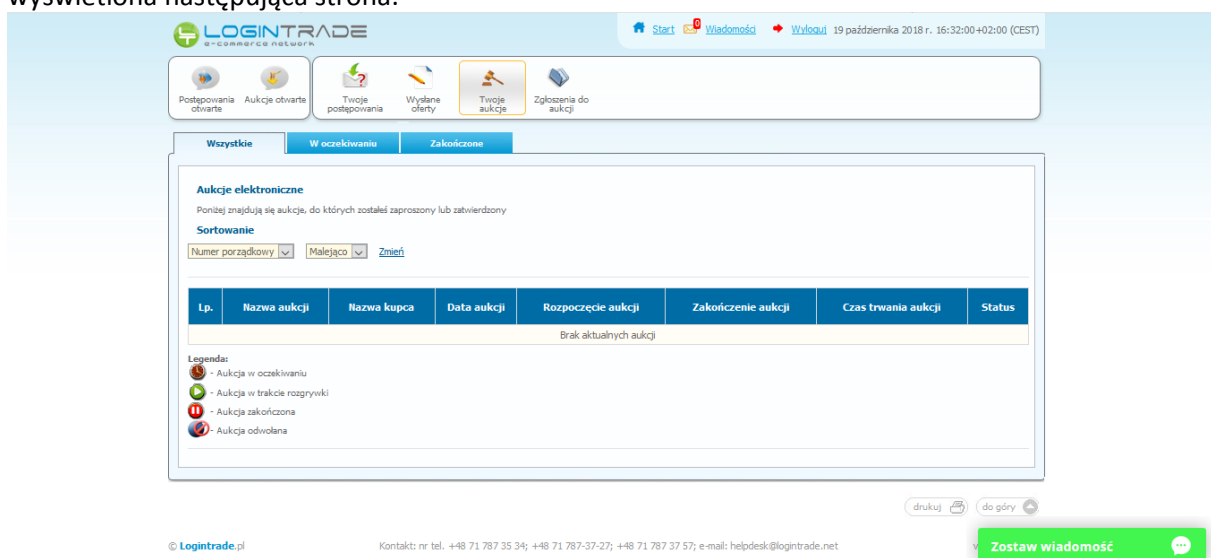 wyświetlona następująca strona:
LOGINTRADE
e-commerce network
Start 0 Wiadomości Wyloguj 19 października 2018 r. 16:32:00+02:00 (CEST)
Postępowania otwarte
Aukcje otwarte
Twoje postępowania
Wysłane oferty
Twoje aukcje
Zgłoszenia do aukcji
Wszystkie W oczekiwaniu Zakończone
Aukcje elektroniczne
Poniżej znajdują się aukcje, do których zostałeś zaproszony lub zatwierdzony
Sortowanie
Numer porządkowy Malejąco Zmień
Lp. Nazwa aukcji Nazwa kupca Data aukcji Rozpoczęcie aukcji Zakończenie aukcji Czas trwania aukcji Status
Brak aktualnych aukcji
Legenda:
- Aukcja w oczekiwaniu
- Aukcja w trakcie rozgrywki
- Aukcja zakończona
- Aukcja odwołana
drukuj do góry
© Logintrade.pl Kontakt: nr tel. +48 71 787 35 34; +48 71 787-37-27; +48 71 787 37 57; e-mail: helpdesk@logintrade.net
Zostaw wiadomość